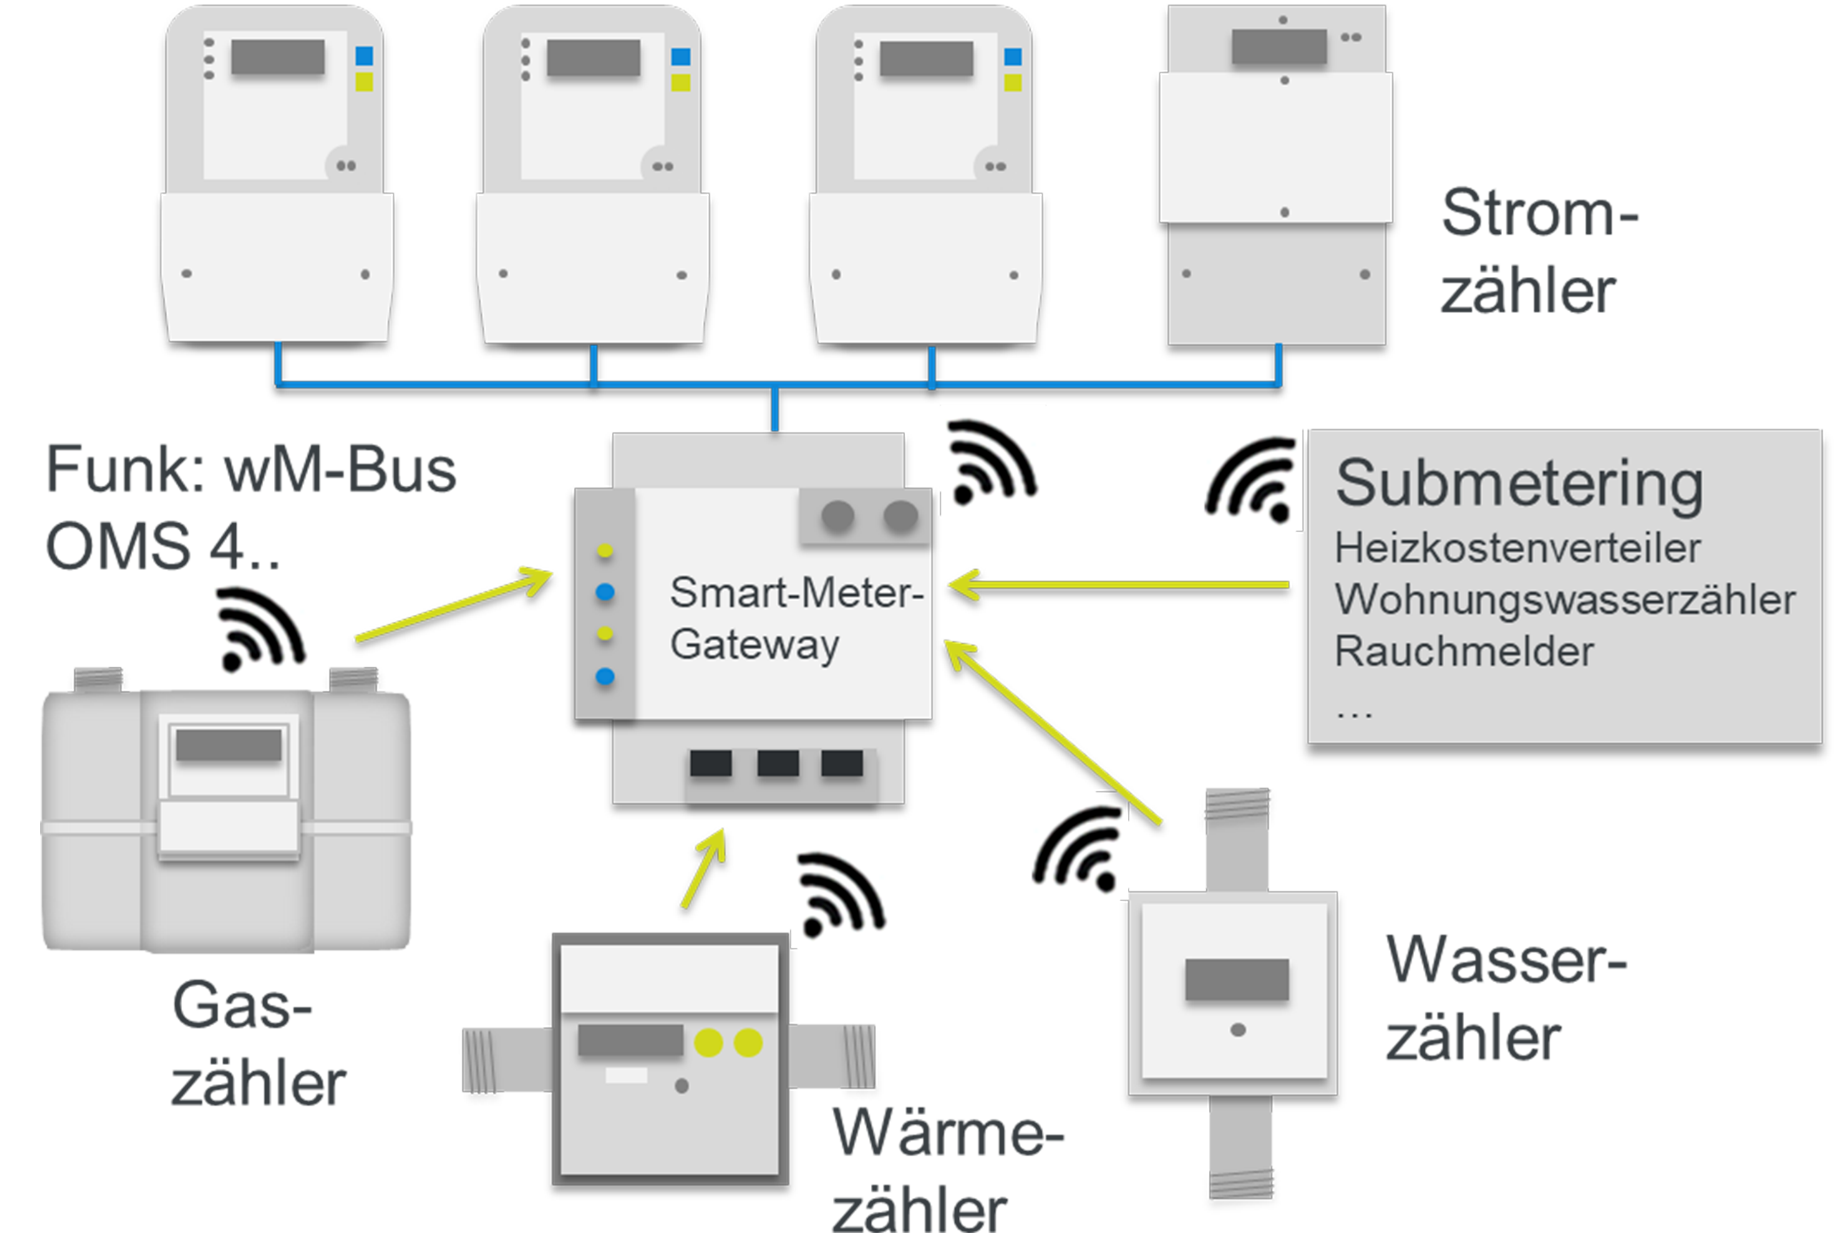 Strom-
zähler
Funk: wM-Bus
OMS 4..
Smart-Meter-
Gateway
Submetering
Heizkostenverteiler
Wohnungswasserzähler
Rauchmelder
...
Gas-
zähler
Wärme-
zähler
Wasser-
zähler